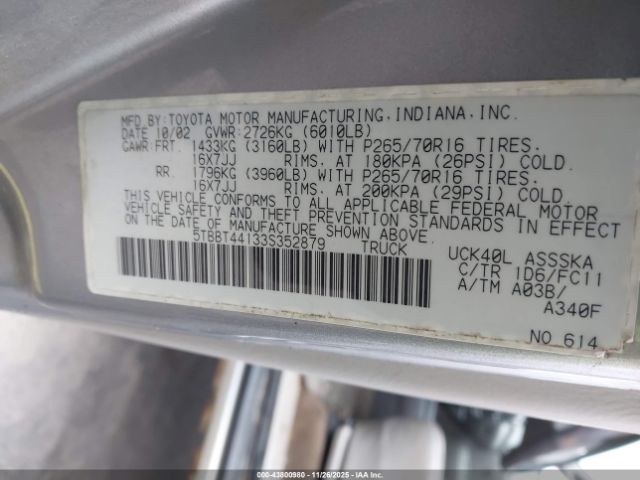 MFD BY:TOYOTA MOTOR MANUFACTURING, INDIANA, INC.
DATE 10/02 GVWR:2726KG (6010LB)
GAWR:FRT. 1433KG (3160LB) WITH P265/70R16 TIRES.
16X7JJ RIMS. AT 180KPA (26PSI) COLD.
RR. 1796KG (3960LB) WITH P265/70R16 TIRES.
16X7JJ RIMS. AT 200KPA (29PSI) COLD.
THIS VEHICLE CONFORMS TO ALL APPLICABLE FEDERAL MOTOR
VEHICLE SAFETY AND THEFT PREVENTION STANDARDS IN EFFECT
ON THE DATE OF MANUFACTURE SHOWN ABOVE.
5TBBT44133S352879 TRUCK
UCK40L ASSSKA
C/TR 1D6/FC11
A/TM A03B/
A340F
NO 614
000-43800980 - 11/26/2025 - IAA Corp.